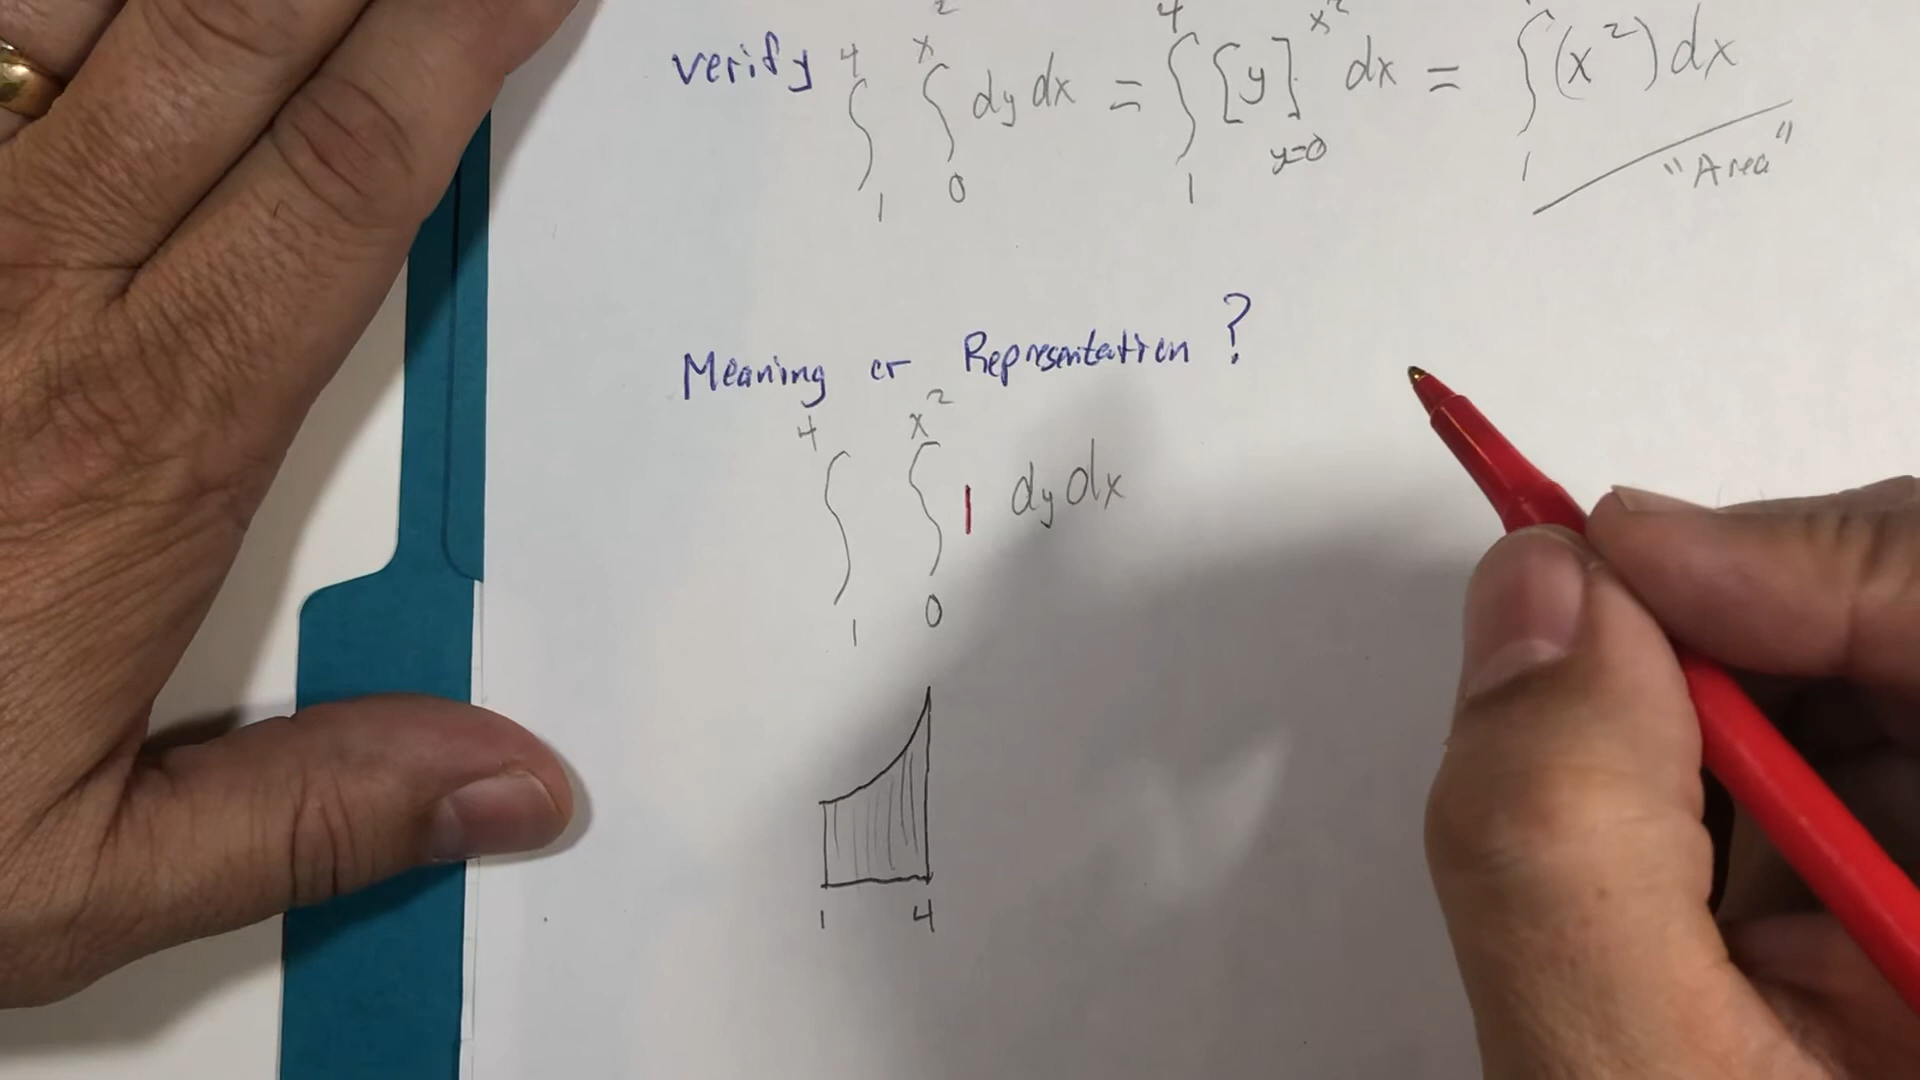 verify ∫₁⁴ ∫₀^(x²) dy dx = ∫₁⁴ [y]_(y=0)^(x²) dx = ∫₁ (x²) dx
"Area"
Meaning or Representation ?
∫₁⁴ ∫₀^(x²) 1 dy dx
1 4